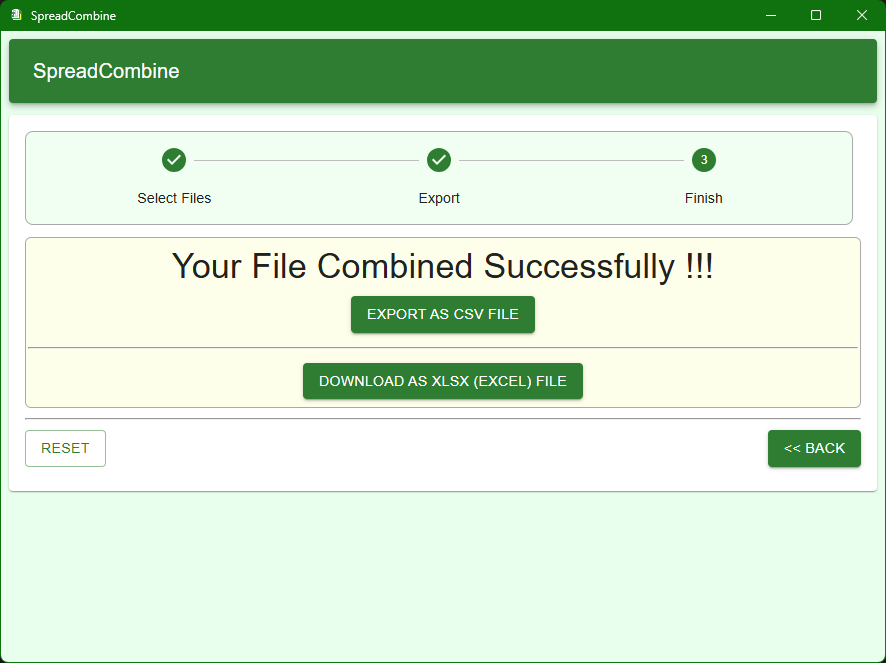 SpreadCombine
SpreadCombine
3
Select Files
Export
Finish
Your File Combined Successfully !!!
EXPORT AS CSV FILE
DOWNLOAD AS XLSX (EXCEL) FILE
RESET
<< BACK